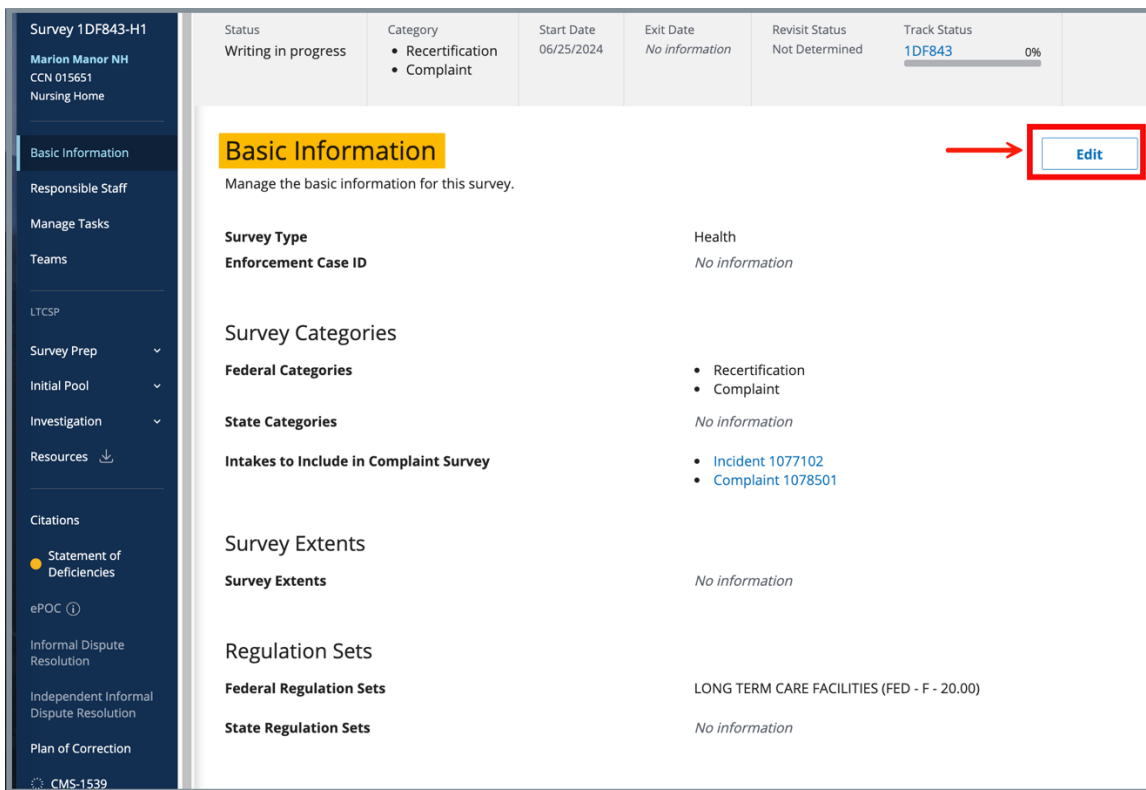 Survey 1DF843-H1
Marion Manor NH
CCN 015651
Nursing Home
Basic Information
Responsible Staff
Manage Tasks
Teams
LTCSP
Survey Prep
Initial Pool
Investigation
Resources
Citations
Statement of
Deficiencies
ePOC
Informal Dispute
Resolution
Independent Informal
Dispute Resolution
Plan of Correction
CMS-1539
Status
Writing in progress
Category
• Recertification
• Complaint
Start Date
06/25/2024
Exit Date
No information
Revisit Status
Not Determined
Track Status
1DF843 0%
Basic Information
Edit
Manage the basic information for this survey.
Survey Type Health
Enforcement Case ID No information
Survey Categories
Federal Categories • Recertification
• Complaint
State Categories No information
Intakes to Include in Complaint Survey • Incident 1077102
• Complaint 1078501
Survey Extents
Survey Extents No information
Regulation Sets
Federal Regulation Sets LONG TERM CARE FACILITIES (FED - F - 20.00)
State Regulation Sets No information